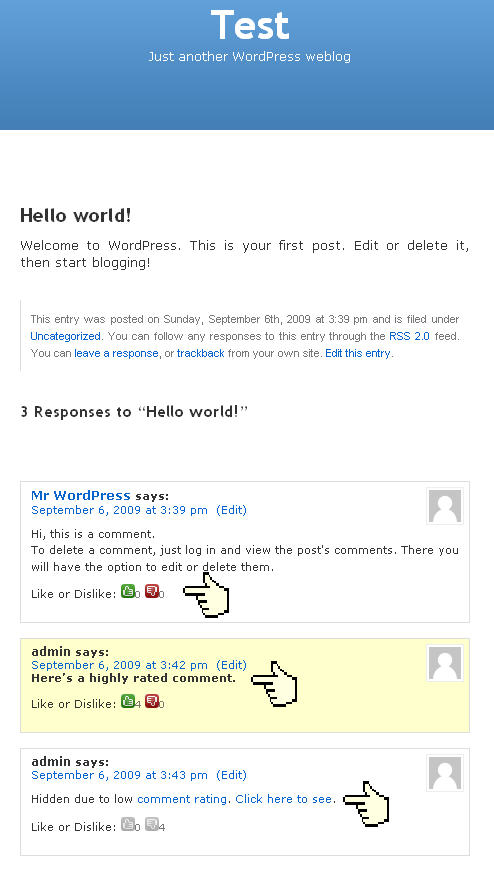 Test
Just another WordPress weblog
Hello world!
Welcome to WordPress. This is your first post. Edit or delete it,
then start blogging!
This entry was posted on Sunday, September 6th, 2009 at 3:39 pm and is filed under
Uncategorized. You can follow any responses to this entry through the RSS 2.0 feed.
You can leave a response, or trackback from your own site. Edit this entry.
3 Responses to “Hello world!”
Mr WordPress says:
September 6, 2009 at 3:39 pm (Edit)
Hi, this is a comment.
To delete a comment, just log in and view the post's comments. There you
will have the option to edit or delete them.
Like or Dislike: 0 0
admin says:
September 6, 2009 at 3:42 pm (Edit)
Here's a highly rated comment.
Like or Dislike: 4 0
admin says:
September 6, 2009 at 3:43 pm (Edit)
Hidden due to low comment rating. Click here to see.
Like or Dislike: 0 4